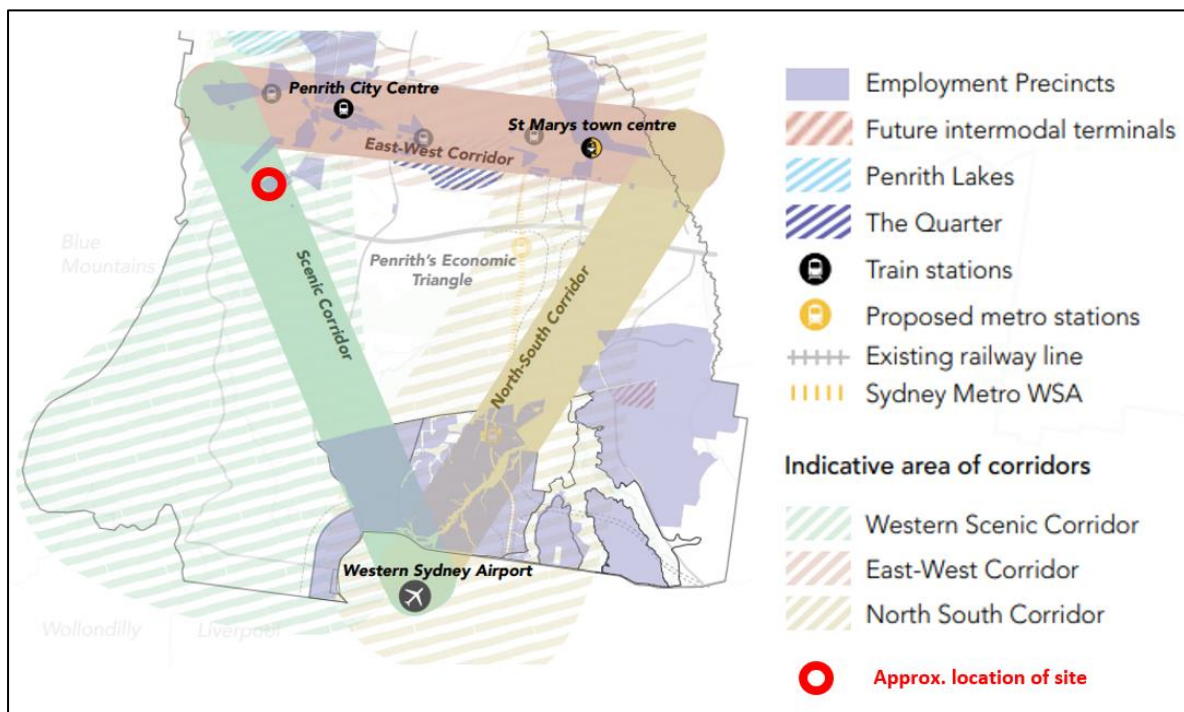 Penrith City Centre
St Marys town centre
East-West Corridor
Blue
Mountains
Scenic Corridor
Penrith's Economic
Triangle
North-South Corridor
Western Sydney Airport
Wollondilly
Liverpool
Employment Precincts
Future intermodal terminals
Penrith Lakes
The Quarter
Train stations
Proposed metro stations
Existing railway line
Sydney Metro WSA
Indicative area of corridors
Western Scenic Corridor
East-West Corridor
North South Corridor
Approx. location of site